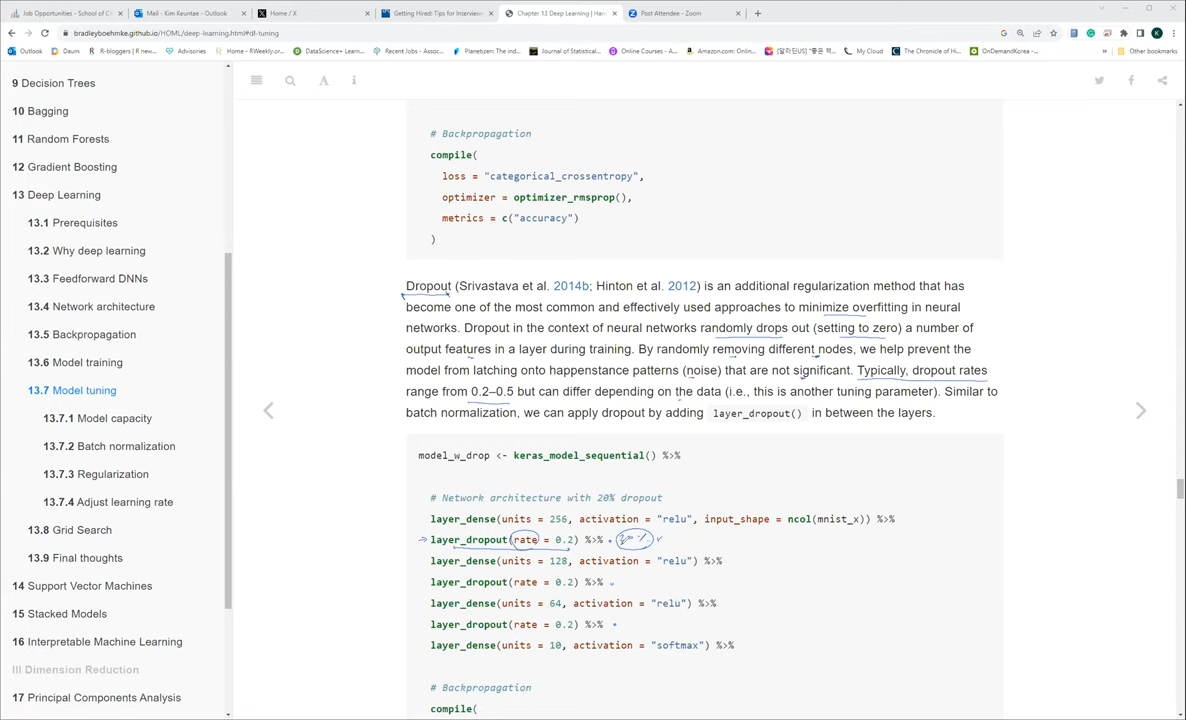 Job Opportunities - School of C
Mail - Kim Keuntae - Outlook
Home / X
Getting Hired: Tips for Interview
Chapter 13 Deep Learning | Han
Post Attendee - Zoom
bradleyboehmke.github.io/HOML/deep-learning.html#dl-tuning
Outlook
Daum
R-bloggers | R new...
Advisories
Home - RWeekly.or...
DataScience+ Learn...
Recent Jobs - Assoc...
Planetizen: The ind...
Journal of Statistical...
Online Courses - A...
Amazon.com: Onlin...
[알라딘US] "좋은 책...
My Cloud
The Chronicle of Hi...
OnDemandKorea -...
Other bookmarks
9 Decision Trees
10 Bagging
11 Random Forests
12 Gradient Boosting
13 Deep Learning
13.1 Prerequisites
13.2 Why deep learning
13.3 Feedforward DNNs
13.4 Network architecture
13.5 Backpropagation
13.6 Model training
13.7 Model tuning
13.7.1 Model capacity
13.7.2 Batch normalization
13.7.3 Regularization
13.7.4 Adjust learning rate
13.8 Grid Search
13.9 Final thoughts
14 Support Vector Machines
15 Stacked Models
16 Interpretable Machine Learning
III Dimension Reduction
17 Principal Components Analysis
# Backpropagation
compile(
loss = "categorical_crossentropy",
optimizer = optimizer_rmsprop(),
metrics = c("accuracy")
)
Dropout (Srivastava et al. 2014b; Hinton et al. 2012) is an additional regularization method that has
become one of the most common and effectively used approaches to minimize overfitting in neural
networks. Dropout in the context of neural networks randomly drops out (setting to zero) a number of
output features in a layer during training. By randomly removing different nodes, we help prevent the
model from latching onto happenstance patterns (noise) that are not significant. Typically, dropout rates
range from 0.2–0.5 but can differ depending on the data (i.e., this is another tuning parameter). Similar to
batch normalization, we can apply dropout by adding layer_dropout() in between the layers.
model_w_drop <- keras_model_sequential() %>%
# Network architecture with 20% dropout
layer_dense(units = 256, activation = "relu", input_shape = ncol(mnist_x)) %>%
layer_dropout(rate = 0.2) %>% 20%
layer_dense(units = 128, activation = "relu") %>%
layer_dropout(rate = 0.2) %>%
layer_dense(units = 64, activation = "relu") %>%
layer_dropout(rate = 0.2) %>%
layer_dense(units = 10, activation = "softmax") %>%
# Backpropagation
compile(